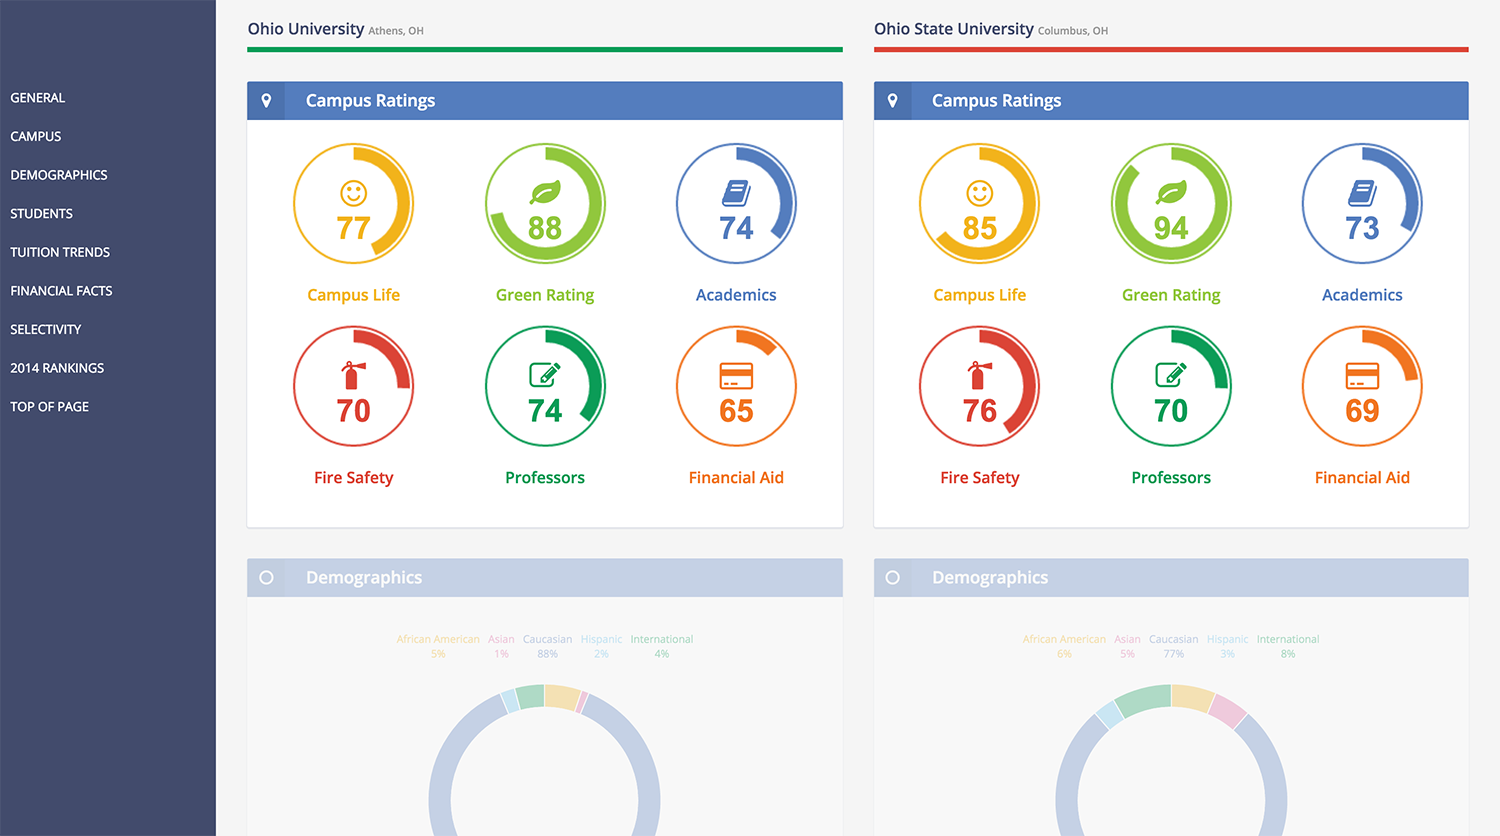 GENERAL
CAMPUS
DEMOGRAPHICS
STUDENTS
TUITION TRENDS
FINANCIAL FACTS
SELECTIVITY
2014 RANKINGS
TOP OF PAGE
Ohio University Athens, OH
Campus Ratings
77 88 74
Campus Life Green Rating Academics
70 74 65
Fire Safety Professors Financial Aid
Demographics
African American Asian Caucasian Hispanic International
5% 1% 88% 2% 4%
Ohio State University Columbus, OH
Campus Ratings
85 94 73
Campus Life Green Rating Academics
76 70 69
Fire Safety Professors Financial Aid
Demographics
African American Asian Caucasian Hispanic International
6% 5% 77% 3% 8%